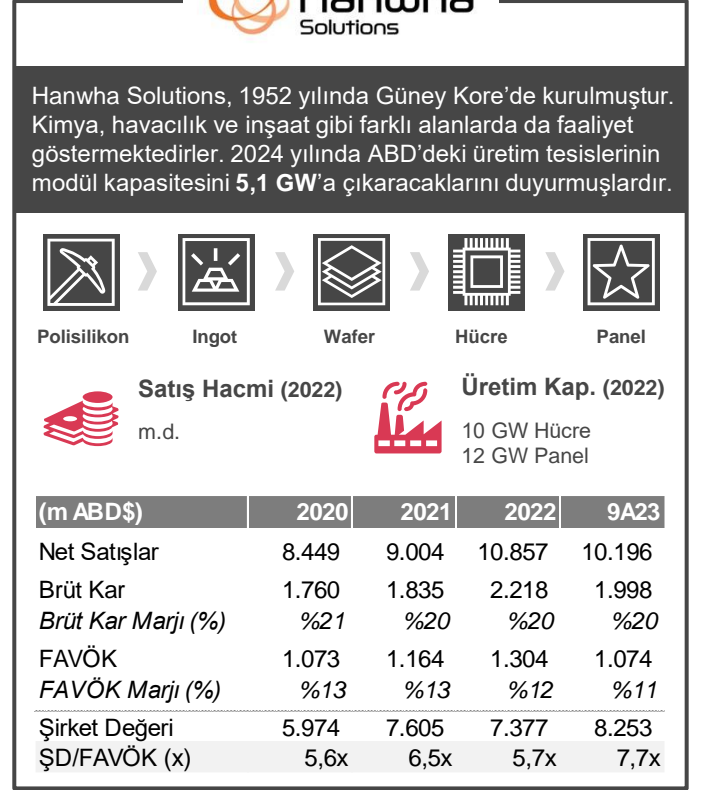 Hanwha
Solutions
Hanwha Solutions, 1952 yılında Güney Kore’de kurulmuştur.
Kimya, havacılık ve inşaat gibi farklı alanlarda da faaliyet
göstermektedirler. 2024 yılında ABD’deki üretim tesislerinin
modül kapasitesini 5,1 GW’a çıkaracaklarını duyurmuşlardır.
Polisilikon Ingot Wafer Hücre Panel
Satış Hacmi (2022)
m.d.
Üretim Kap. (2022)
10 GW Hücre
12 GW Panel
(m ABD$) 2020 2021 2022 9A23
Net Satışlar 8.449 9.004 10.857 10.196
Brüt Kar 1.760 1.835 2.218 1.998
Brüt Kar Marjı (%) %21 %20 %20 %20
FAVÖK 1.073 1.164 1.304 1.074
FAVÖK Marjı (%) %13 %13 %12 %11
Şirket Değeri 5.974 7.605 7.377 8.253
ŞD/FAVÖK (x) 5,6x 6,5x 5,7x 7,7x